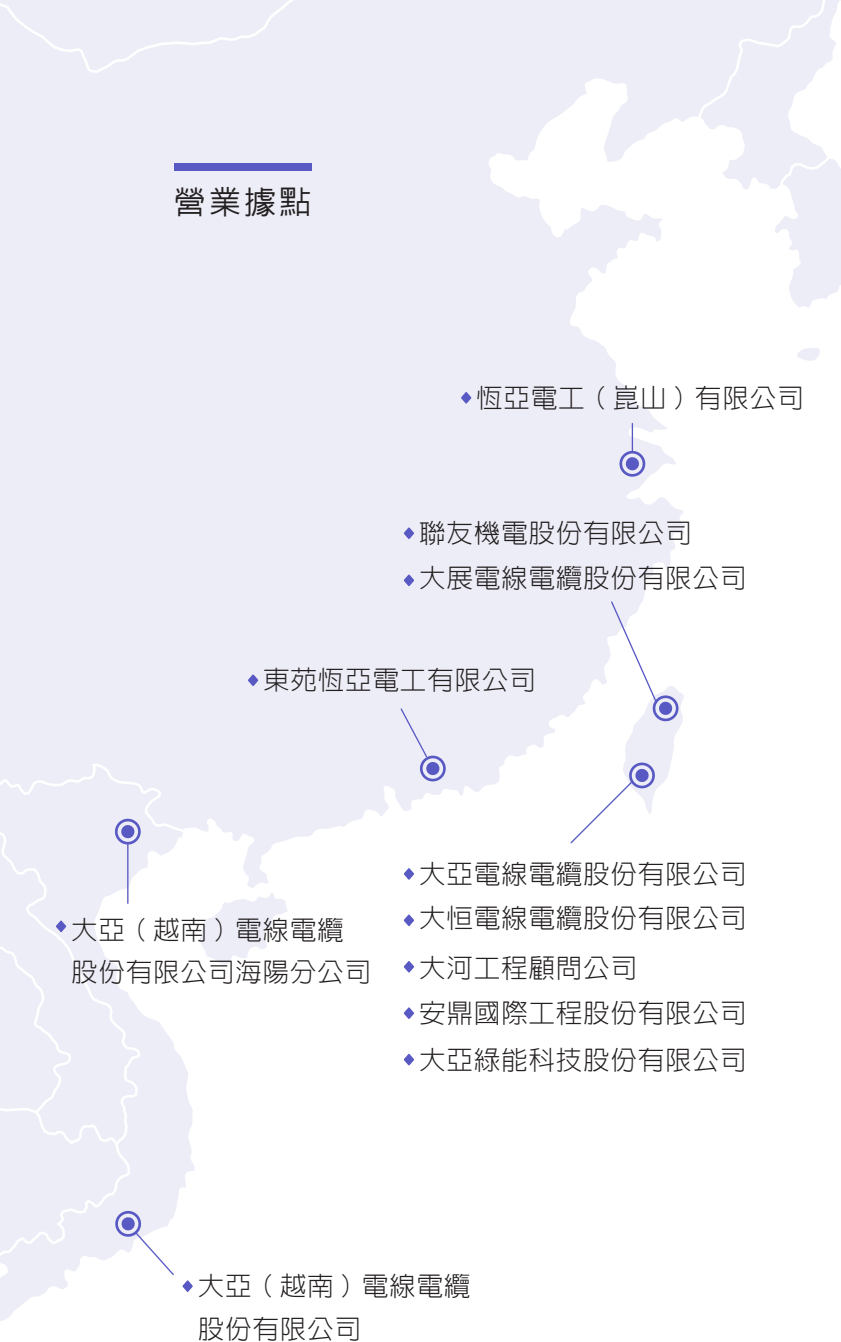 營業據點
◆恆亞電工（崑山）有限公司
◆聯友機電股份有限公司
◆大展電線電纜股份有限公司
◆東苑恆亞電工有限公司
◆大亞電線電纜股份有限公司
◆大恒電線電纜股份有限公司
◆大河工程顧問公司
◆安鼎國際工程股份有限公司
◆大亞綠能科技股份有限公司
◆大亞（越南）電線電纜
股份有限公司海陽分公司
◆大亞（越南）電線電纜
股份有限公司